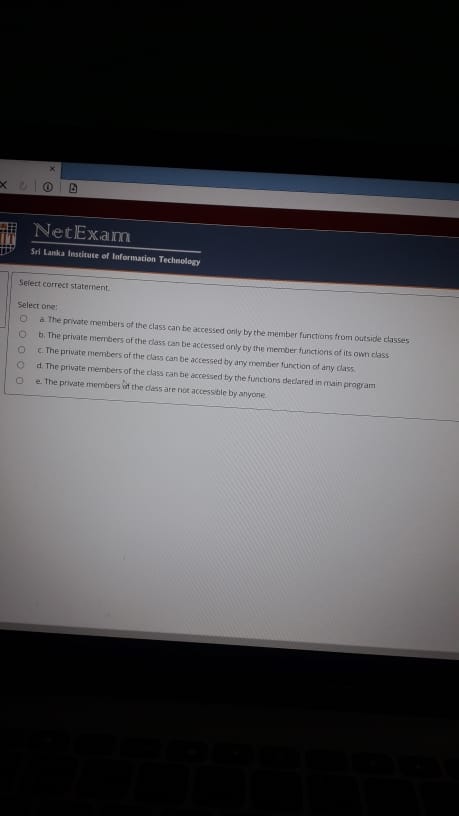 NetExam
Sri Lanka Institute of Information Technology
Select correct statement.
Select one:
a. The private members of the class can be accessed only by the member functions from outside classes
b. The private members of the class can be accessed only by the member functions of its own class
c. The private members of the class can be accessed by any member function of any class.
d. The private members of the class can be accessed by the functions declared in main program
e. The private members of the class are not accessible by anyone.